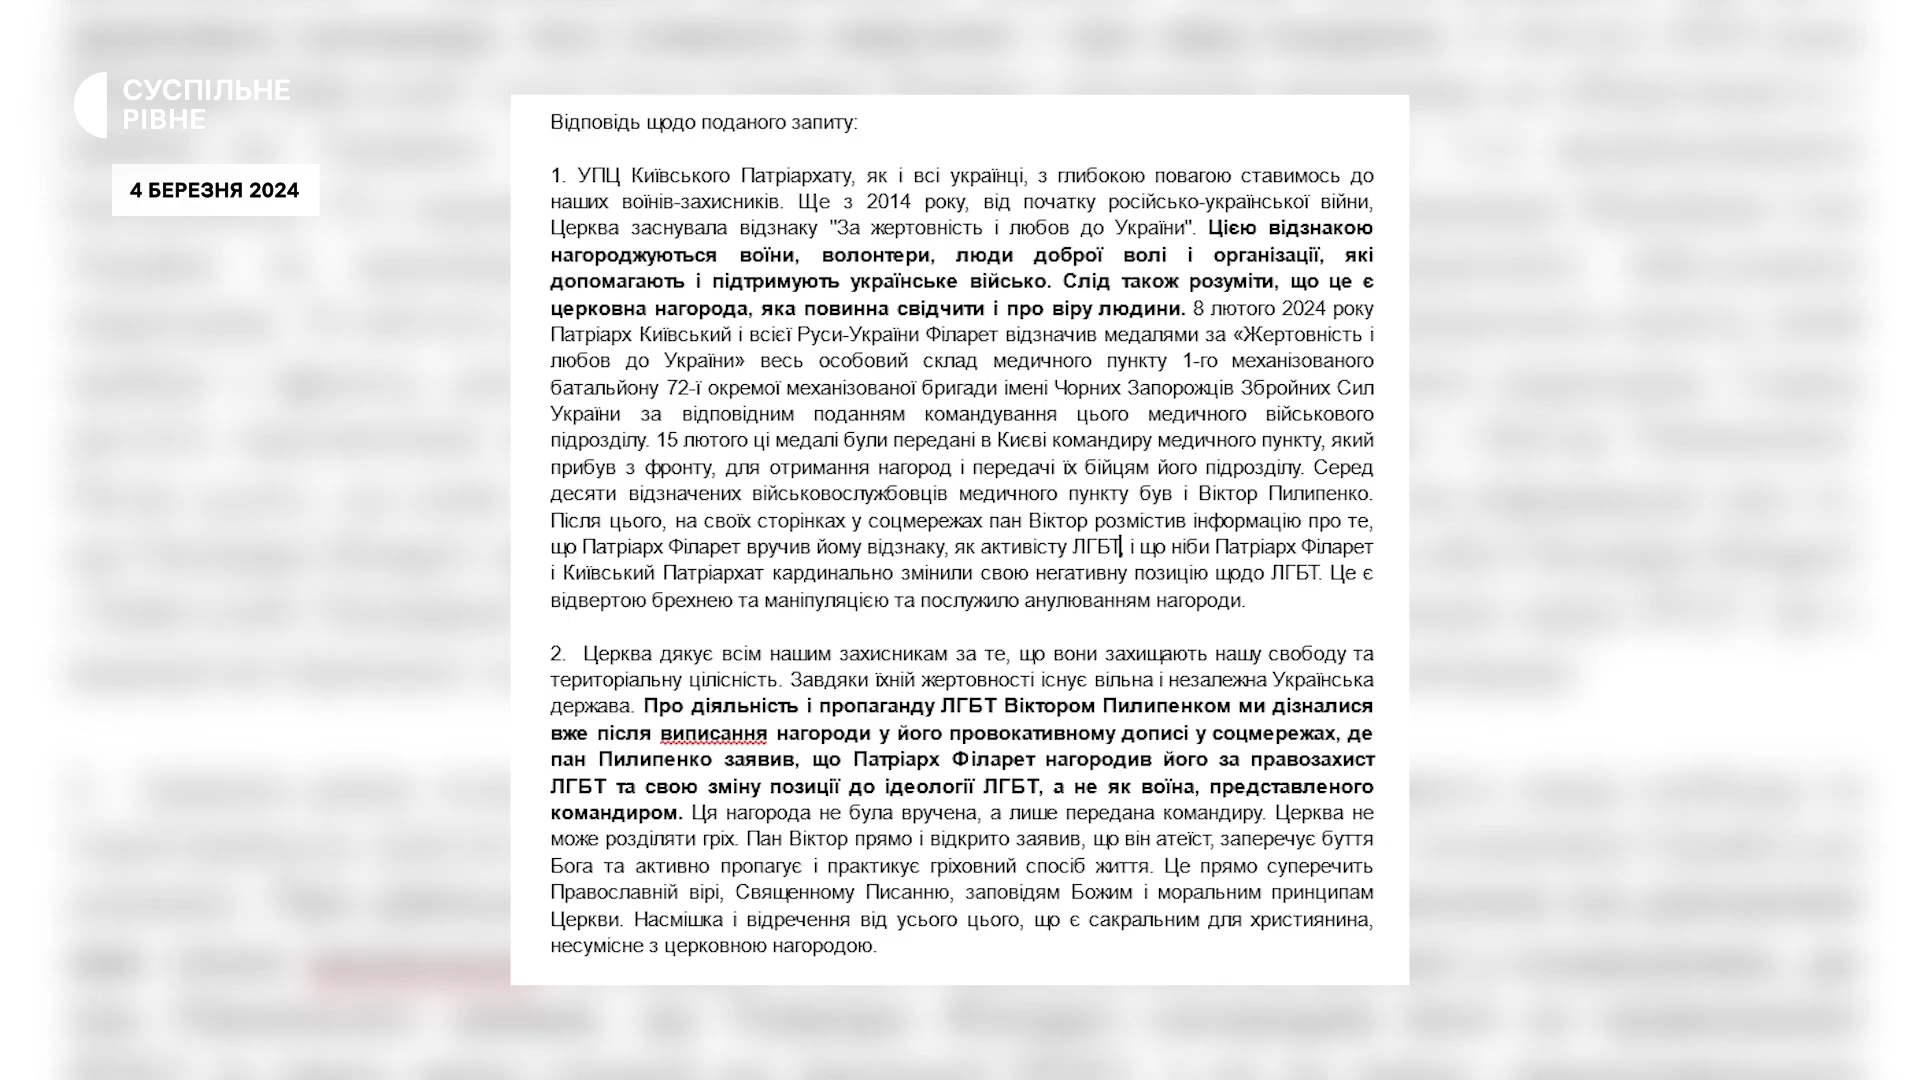 СУСПІЛЬНЕ
РІВНЕ
4 БЕРЕЗНЯ 2024
Відповідь щодо поданого запиту:
1. УПЦ Київського Патріархату, як і всі українці, з глибокою повагою ставимось до
наших воїнів-захисників. Ще з 2014 року, від початку російсько-української війни,
Церква заснувала відзнаку "За жертовність і любов до України". Цією відзнакою
нагороджуються воїни, волонтери, люди доброї волі і організації, які
допомагають і підтримують українське військо. Слід також розуміти, що це є
церковна нагорода, яка повинна свідчити і про віру людини. 8 лютого 2024 року
Патріарх Київський і всієї Руси-України Філарет відзначив медалями за «Жертовність і
любов до України» весь особовий склад медичного пункту 1-го механізованого
батальйону 72-ї окремої механізованої бригади імені Чорних Запорожців Збройних Сил
України за відповідним поданням командування цього медичного військового
підрозділу. 15 лютого ці медалі були передані в Києві командиру медичного пункту, який
прибув з фронту, для отримання нагород і передачі їх бійцям його підрозділу. Серед
десяти відзначених військовослужбовців медичного пункту був і Віктор Пилипенко.
Після цього, на своїх сторінках у соцмережах пан Віктор розмістив інформацію про те,
що Патріарх Філарет вручив йому відзнаку, як активісту ЛГБТ, і що ніби Патріарх Філарет
і Київський Патріархат кардинально змінили свою негативну позицію щодо ЛГБТ. Це є
відвертою брехнею та маніпуляцією та послужило анулюванням нагороди.
2. Церква дякує всім нашим захисникам за те, що вони захищають нашу свободу та
територіальну цілісність. Завдяки їхній жертовності існує вільна і незалежна Українська
держава. Про діяльність і пропаганду ЛГБТ Віктором Пилипенком ми дізналися
вже після виписання нагороди у його провокативному дописі у соцмережах, де
пан Пилипенко заявив, що Патріарх Філарет нагородив його за правозахист
ЛГБТ та свою зміну позиції до ідеології ЛГБТ, а не як воїна, представленого
командиром. Ця нагорода не була вручена, а лише передана командиру. Церква не
може розділяти гріх. Пан Віктор прямо і відкрито заявив, що він атеїст, заперечує буття
Бога та активно пропагує і практикує гріховний спосіб життя. Це прямо суперечить
Православній вірі, Священному Писанню, заповідям Божим і моральним принципам
Церкви. Насмішка і відречення від усього цього, що є сакральним для християнина,
несумісне з церковною нагородою.